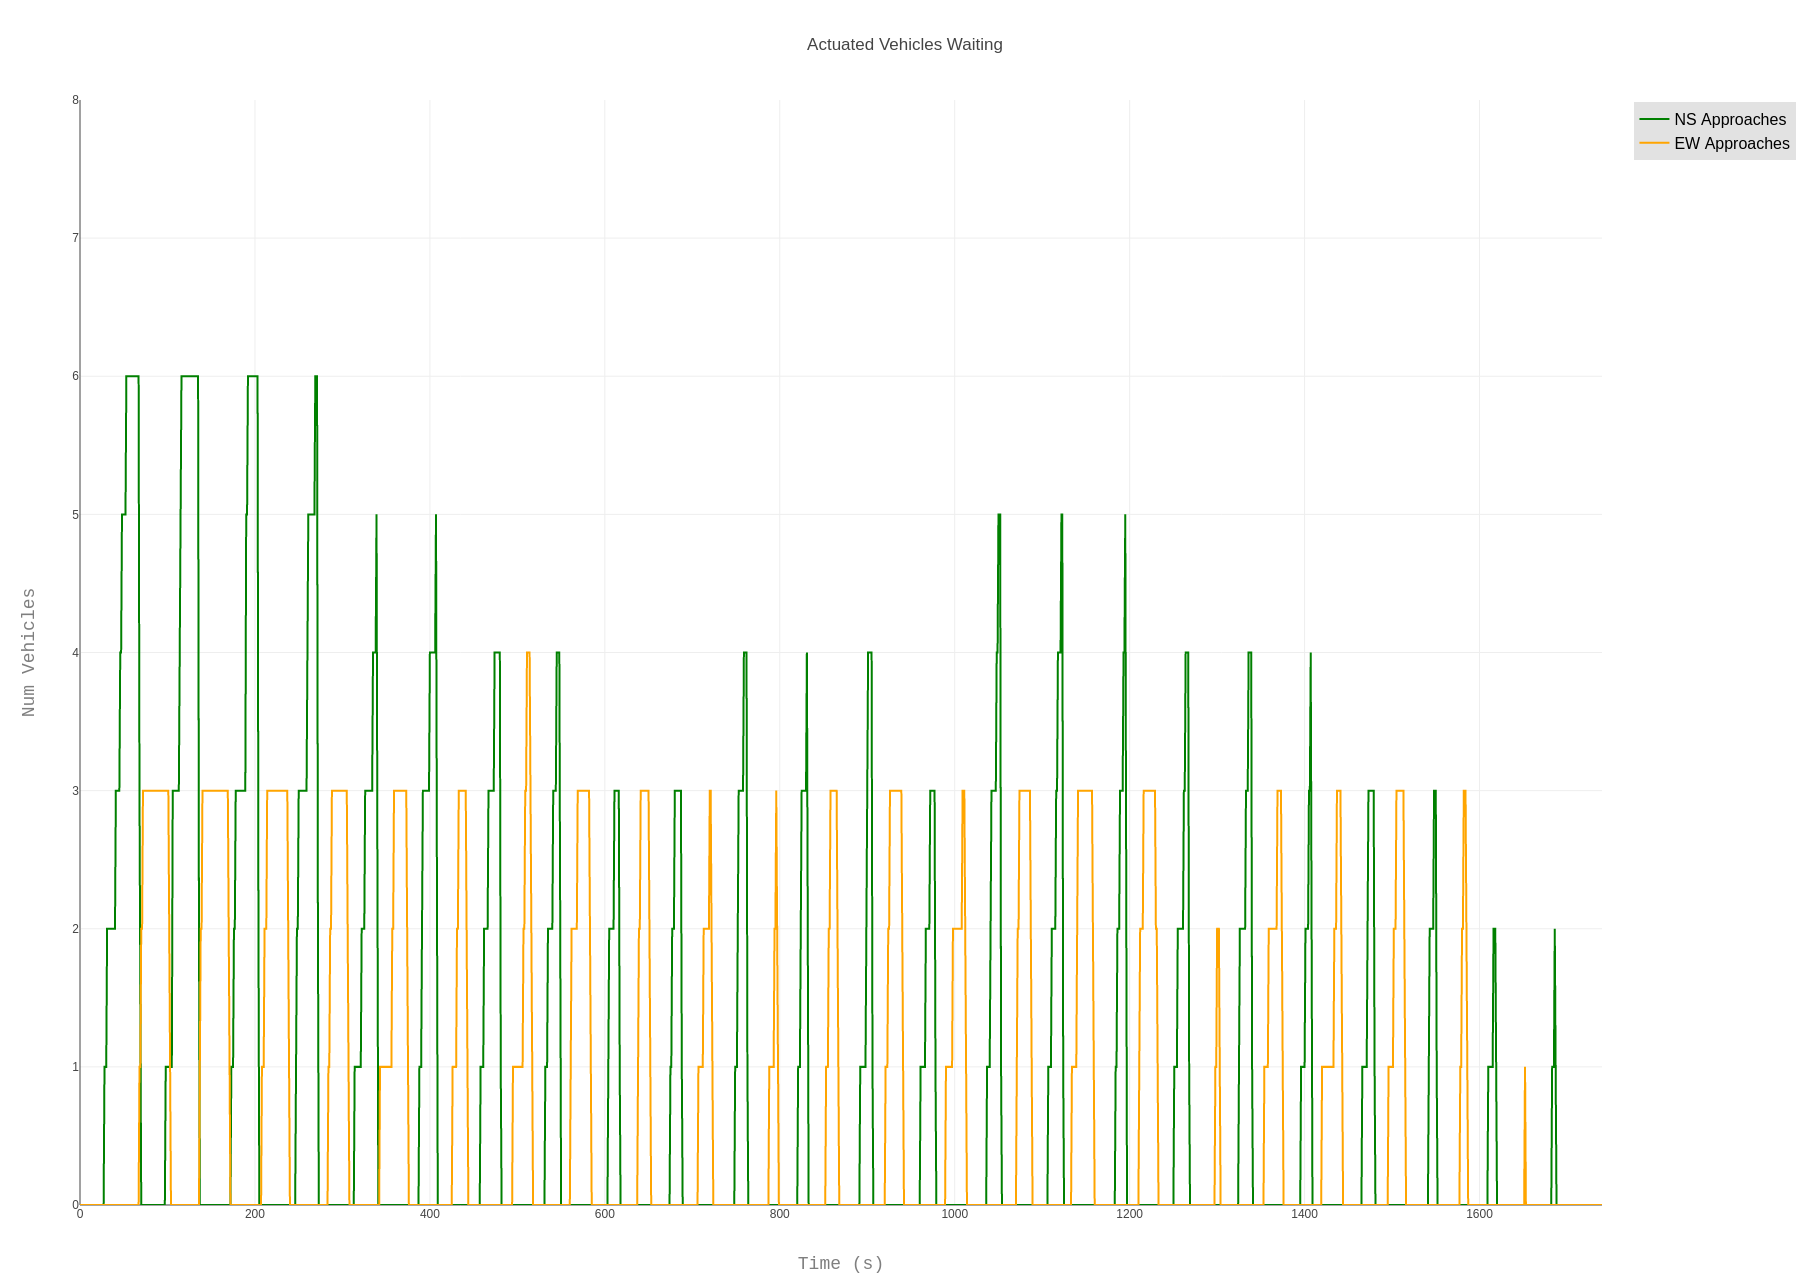 Actuated Vehicles Waiting
NS Approaches
EW Approaches
8
7
6
5
4
3
2
1
0
Num Vehicles
0 200 400 600 800 1000 1200 1400 1600
Time (s)